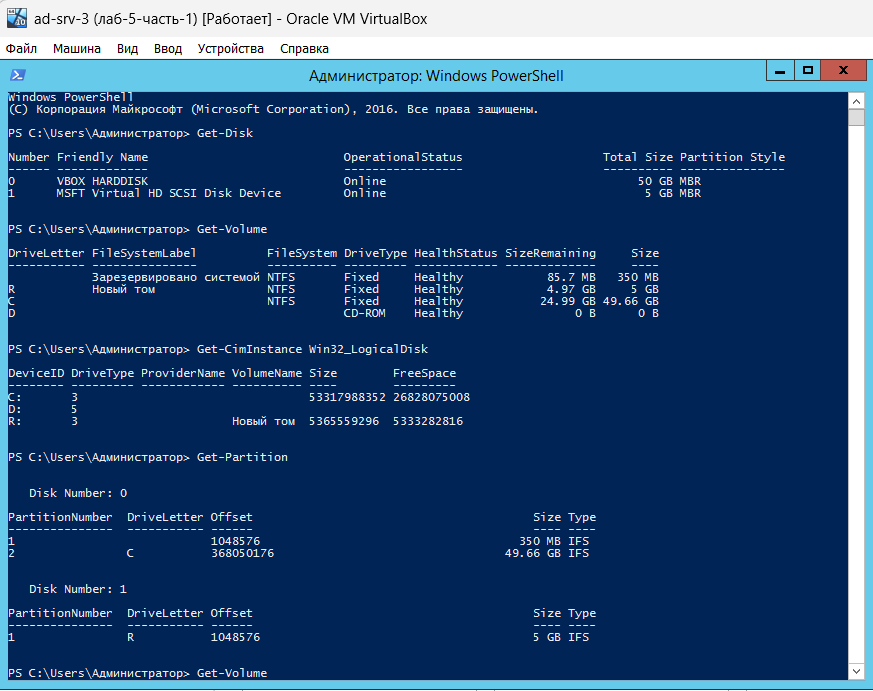 ad-srv-3 (лаб-5-часть-1) [Работает] - Oracle VM VirtualBox
Файл Машина Вид Ввод Устройства Справка
Администратор: Windows PowerShell
Windows PowerShell
(C) Корпорация Майкрософт (Microsoft Corporation), 2016. Все права защищены.
PS C:\Users\Администратор> Get-Disk
Number Friendly Name OperationalStatus Total Size Partition Style
------ ------------- ----------------- ---------- ---------------
0 VBOX HARDDISK Online 50 GB MBR
1 MSFT Virtual HD SCSI Disk Device Online 5 GB MBR
PS C:\Users\Администратор> Get-Volume
DriveLetter FileSystemLabel FileSystem DriveType HealthStatus SizeRemaining Size
----------- --------------- ---------- --------- ------------ ------------- ----
Зарезервировано системой NTFS Fixed Healthy 85.7 MB 350 MB
R Новый том NTFS Fixed Healthy 4.97 GB 5 GB
C NTFS Fixed Healthy 24.99 GB 49.66 GB
D CD-ROM Healthy 0 B 0 B
PS C:\Users\Администратор> Get-CimInstance Win32_LogicalDisk
DeviceID DriveType ProviderName VolumeName Size FreeSpace
-------- --------- ------------ ---------- ---- ---------
C: 3 53317988352 26828075008
D: 5
R: 3 Новый том 5365559296 5333282816
PS C:\Users\Администратор> Get-Partition
Disk Number: 0
PartitionNumber DriveLetter Offset Size Type
--------------- ----------- ------ ---- ----
1 1048576 350 MB IFS
2 C 368050176 49.66 GB IFS
Disk Number: 1
PartitionNumber DriveLetter Offset Size Type
--------------- ----------- ------ ---- ----
1 R 1048576 5 GB IFS
PS C:\Users\Администратор> Get-Volume